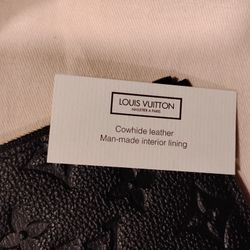 LOUIS VUITTON
MALLETIER A PARIS
Cowhide leather
Man-made interior lining